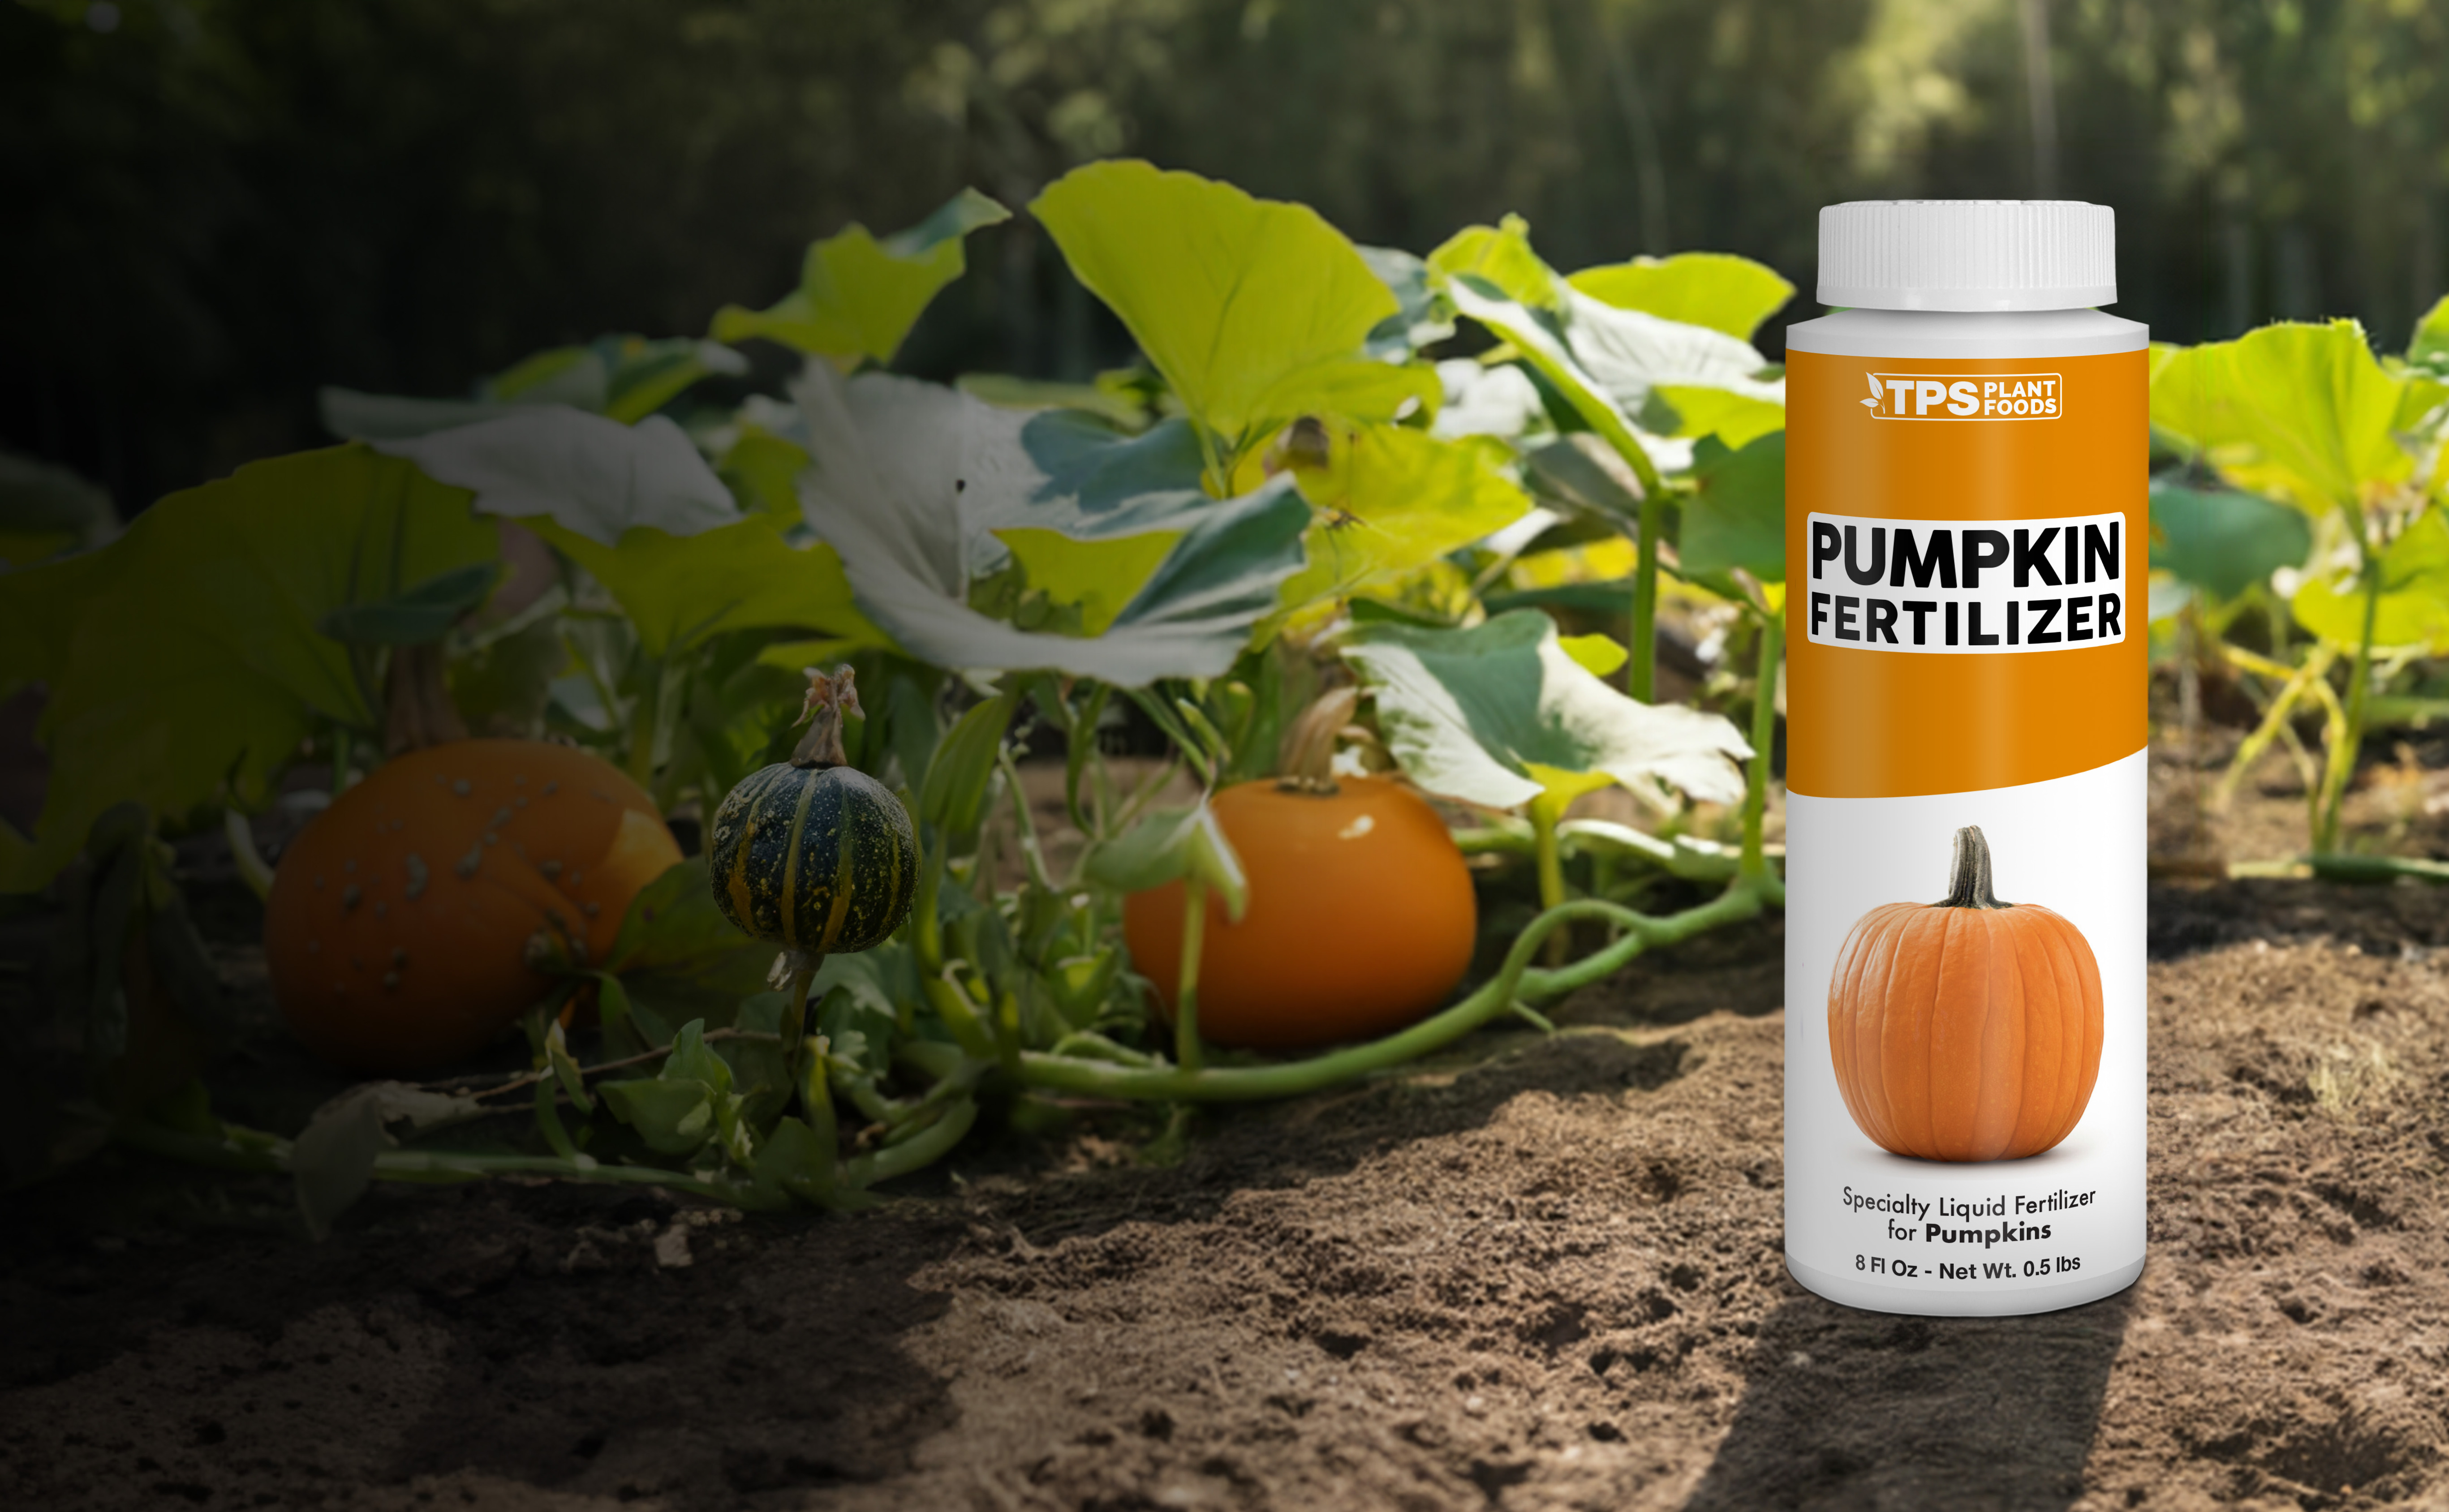 TPS PLANT
FOODS
PUMPKIN
FERTILIZER
Specialty Liquid Fertilizer
for Pumpkins
8 Fl Oz - Net Wt. 0.5 lbs